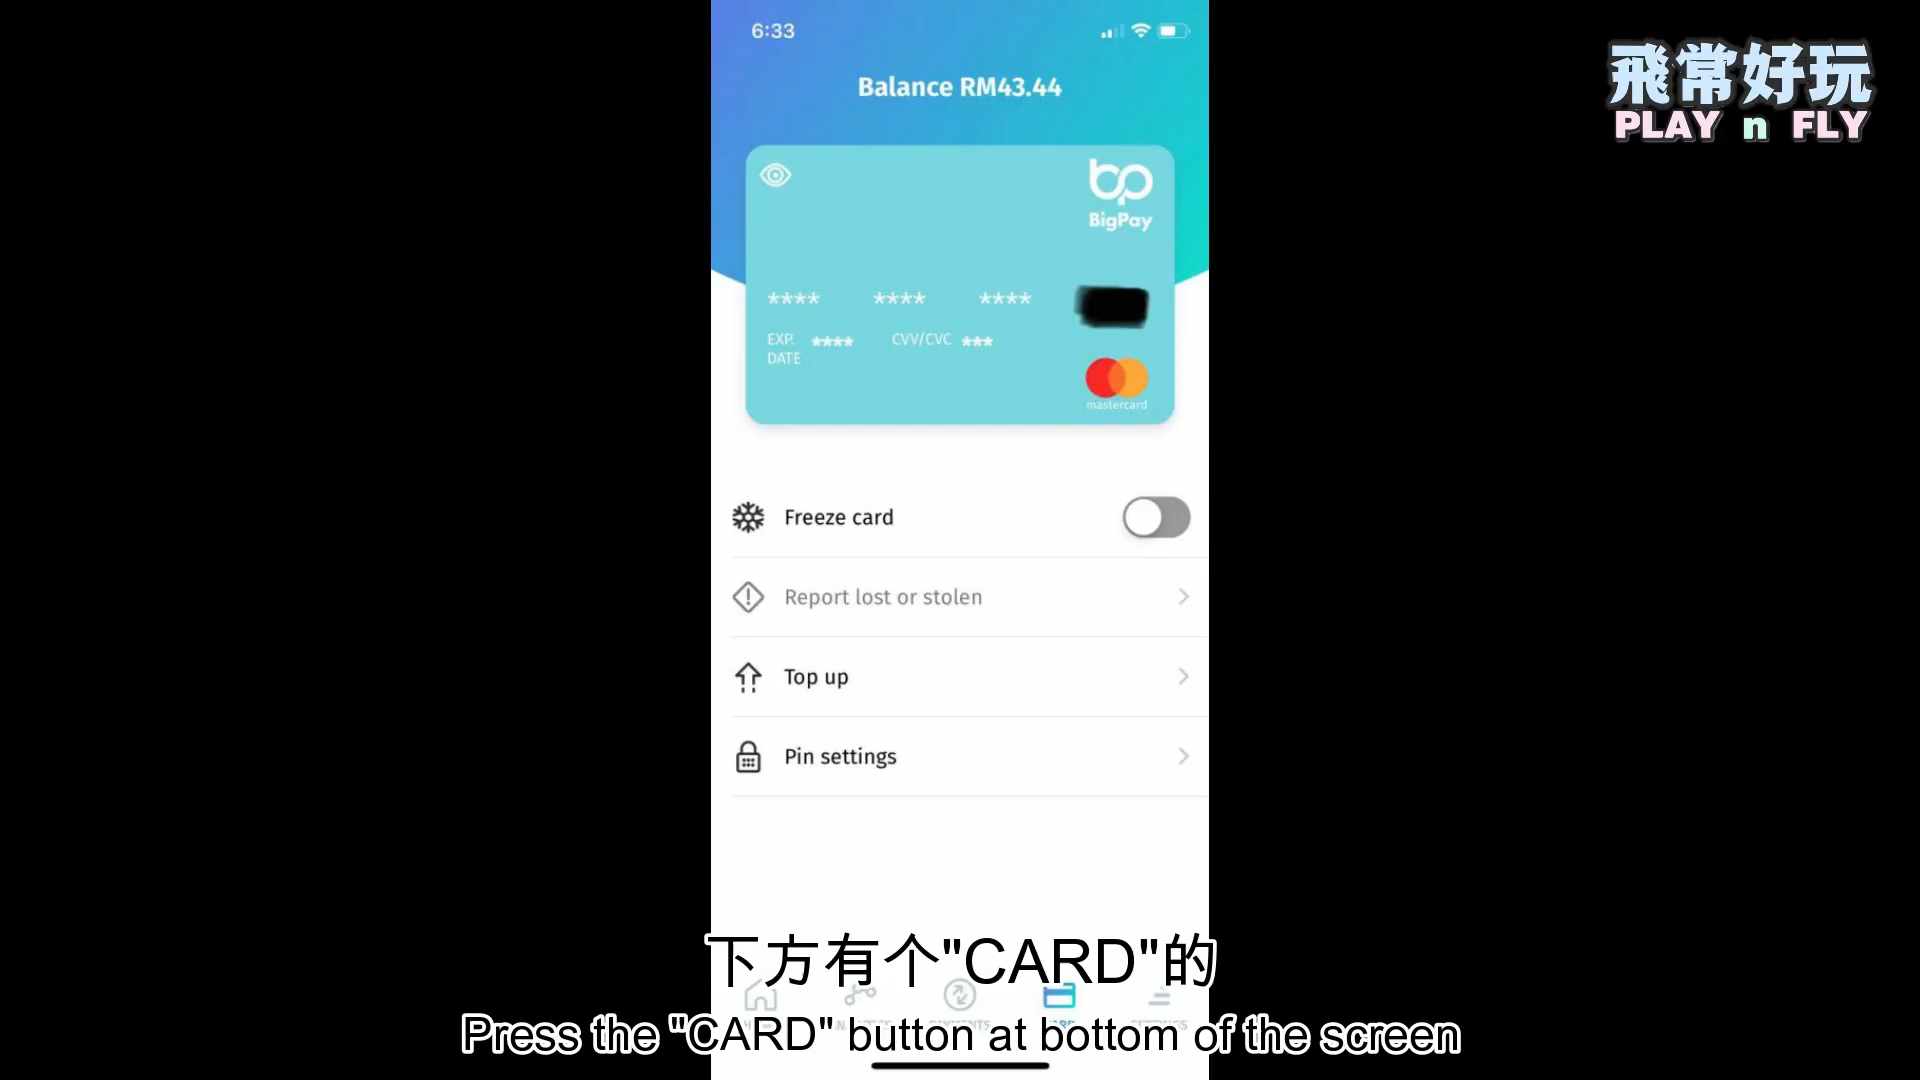 6:33
飛常好玩
PLAY n FLY
Balance RM43.44
bp
BigPay
**** **** ****
EXP. DATE **** CVV/CVC ***
mastercard
Freeze card
Report lost or stolen
Top up
Pin settings
下方有个"CARD"的
Press the "CARD" button at bottom of the screen